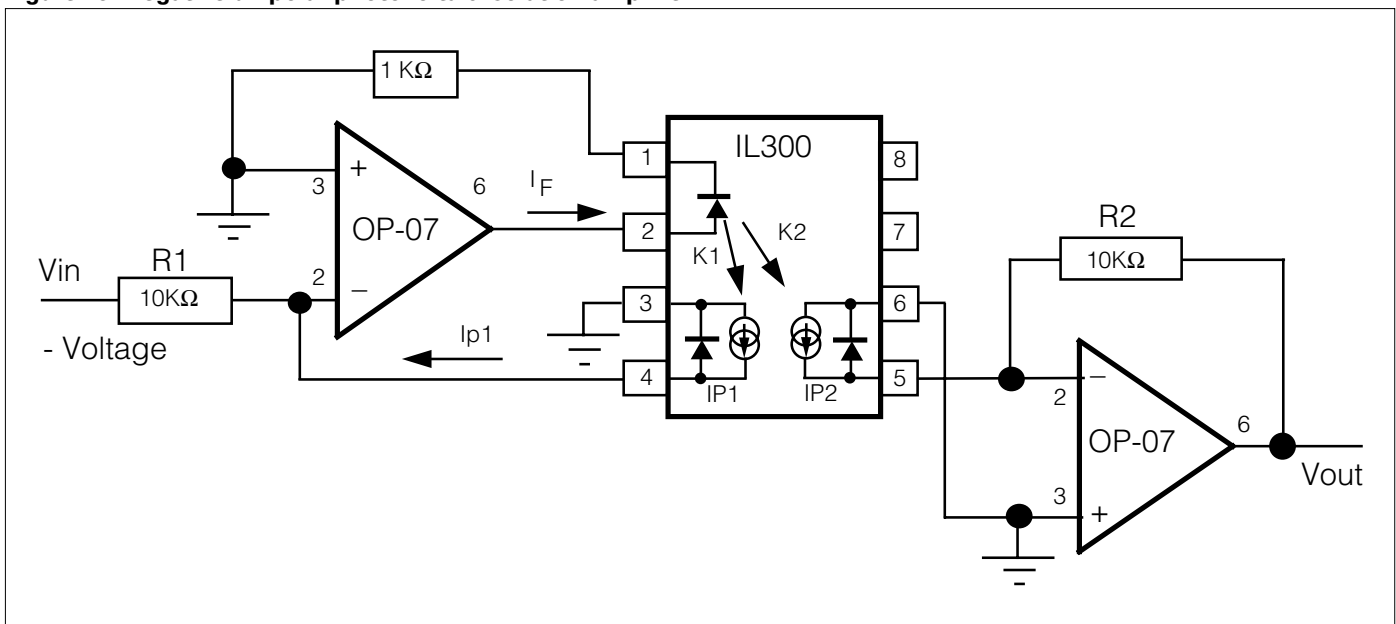 1 KΩ
IL300
1
8
+
3
6
I F
OP-07
2
7
K1
K2
R2
10KΩ
Vin
R1
10KΩ
2
−
3
6
- Voltage
Ip1
4
IP1
IP2
5
−
2
OP-07
6
Vout
3
+